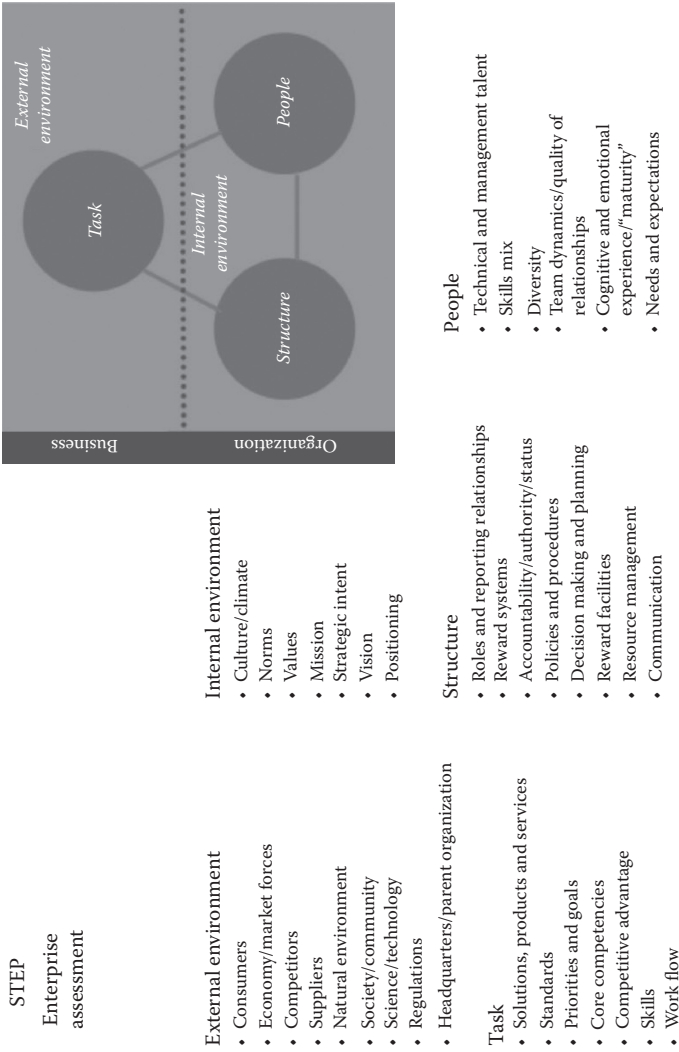 STEP
Enterprise
assessment
Business
Organization
External
environment
Task
Internal
environment
Structure
People
External environment
• Consumers
• Economy/market forces
• Competitors
• Suppliers
• Natural environment
• Society/community
• Science/technology
• Regulations
• Headquarters/parent organization
Internal environment
• Culture/climate
• Norms
• Values
• Mission
• Strategic intent
• Vision
• Positioning
Task
• Solutions, products and services
• Standards
• Priorities and goals
• Core competencies
• Competitive advantage
• Skills
• Work flow
Structure
• Roles and reporting relationships
• Reward systems
• Accountability/authority/status
• Policies and procedures
• Decision making and planning
• Reward facilities
• Resource management
• Communication
People
• Technical and management talent
• Skills mix
• Diversity
• Team dynamics/quality of
relationships
• Cognitive and emotional
experience/“maturity”
• Needs and expectations